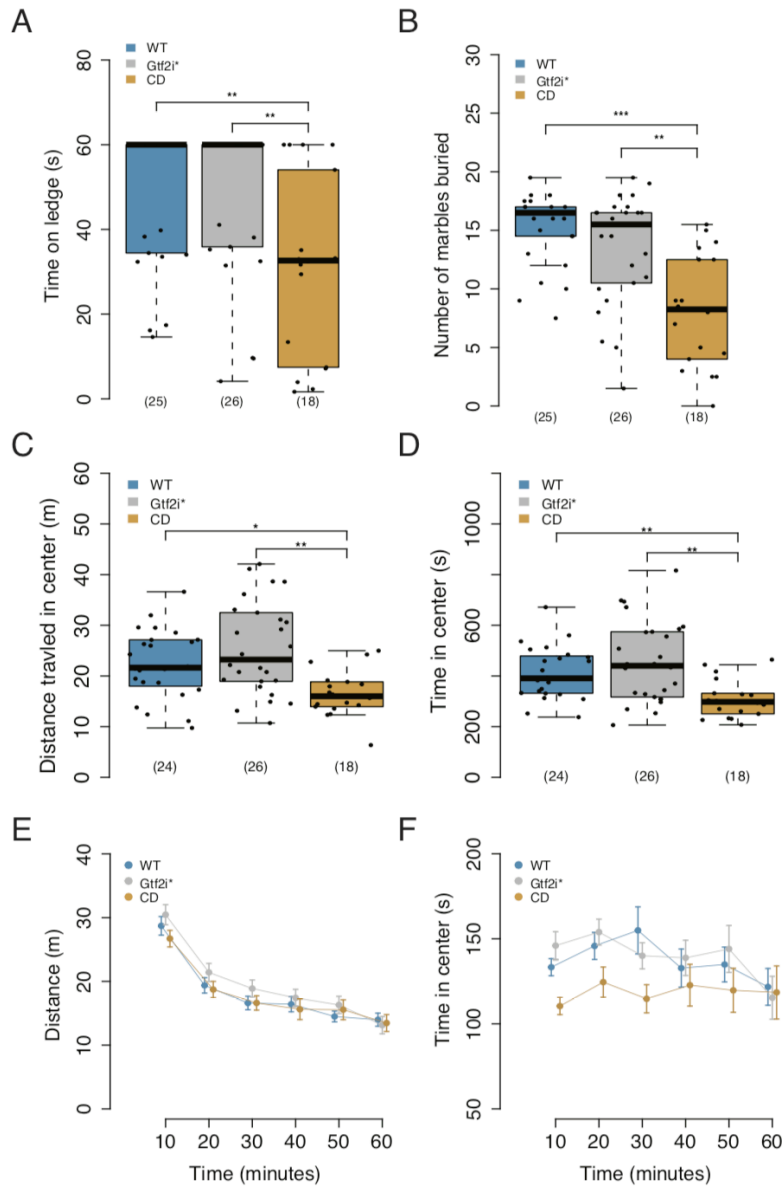 A
WT
Gtf2i*
CD
**
**
Time on ledge (s)
0 20 40 60 80
(25) (26) (18)
B
WT
Gtf2i*
CD
***
**
Number of marbles buried
0 5 10 15 20 25 30
(25) (26) (18)
C
WT
Gtf2i*
CD
*
**
Distance travled in center (m)
0 10 20 30 40 50 60
(24) (26) (18)
D
WT
Gtf2i*
CD
**
**
Time in center (s)
0 200 600 1000
(24) (26) (18)
E
WT
Gtf2i*
CD
Distance (m)
0 10 20 30 40
10 20 30 40 50 60
Time (minutes)
F
WT
Gtf2i*
CD
Time in center (s)
50 100 150 200
10 20 30 40 50 60
Time (minutes)